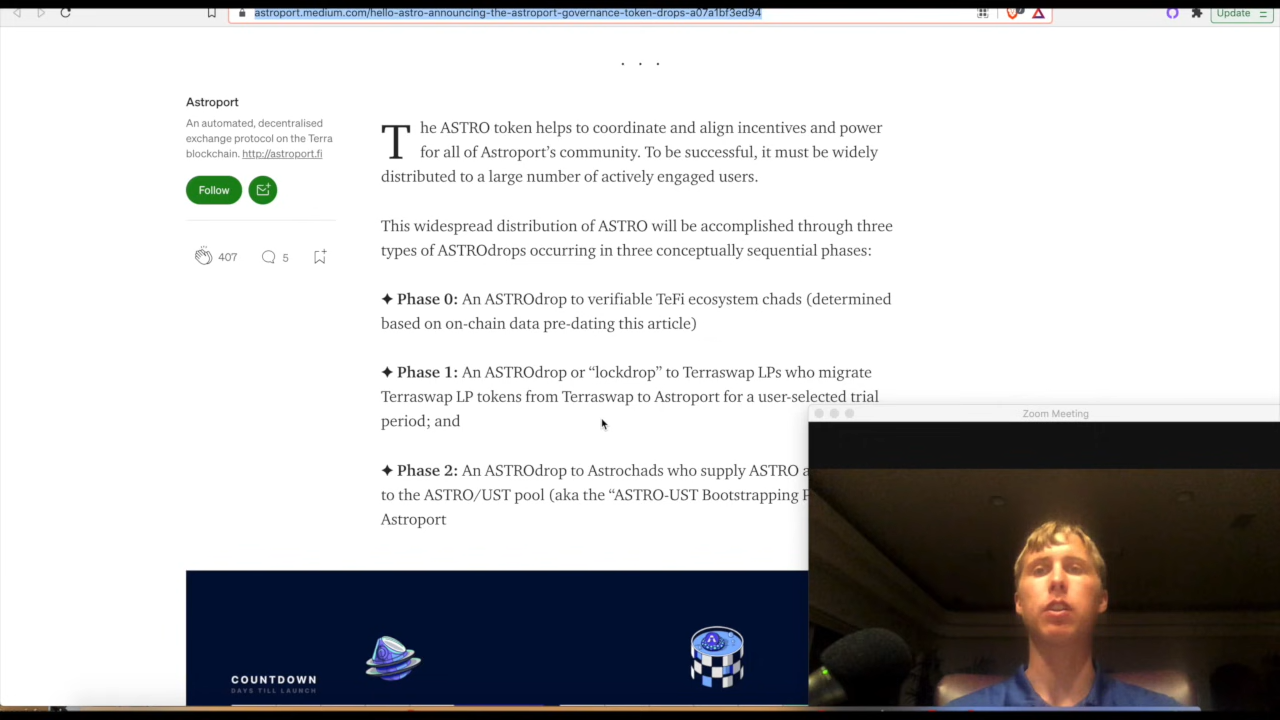 astroport.medium.com/hello-astro-announcing-the-astroport-governance-token-drops-a07a1bf3ed94
Update
. . .
Astroport
An automated, decentralised
exchange protocol on the Terra
blockchain. http://astroport.fi
Follow
407
5
The ASTRO token helps to coordinate and align incentives and power
for all of Astroport’s community. To be successful, it must be widely
distributed to a large number of actively engaged users.
This widespread distribution of ASTRO will be accomplished through three
types of ASTROdrops occurring in three conceptually sequential phases:
✦ Phase 0: An ASTROdrop to verifiable TeFi ecosystem chads (determined
based on on-chain data pre-dating this article)
✦ Phase 1: An ASTROdrop or “lockdrop” to Terraswap LPs who migrate
Terraswap LP tokens from Terraswap to Astroport for a user-selected trial
period; and
✦ Phase 2: An ASTROdrop to Astrochads who supply ASTRO
to the ASTRO/UST pool (aka the “ASTRO-UST Bootstrapping
Astroport
Zoom Meeting
COUNTDOWN
DAYS TILL LAUNCH